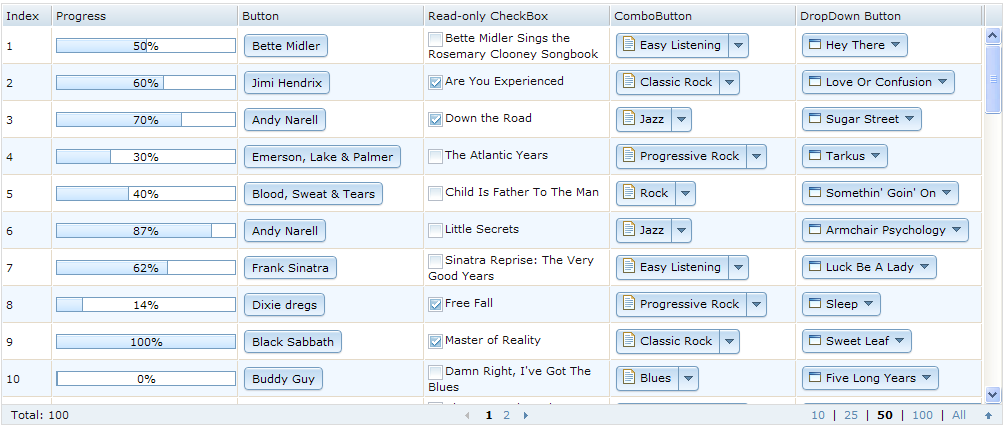 Index Progress Button Read-only CheckBox ComboButton DropDown Button
1 50% Bette Midler Bette Midler Sings the Rosemary Clooney Songbook Easy Listening Hey There
2 60% Jimi Hendrix Are You Experienced Classic Rock Love Or Confusion
3 70% Andy Narell Down the Road Jazz Sugar Street
4 30% Emerson, Lake & Palmer The Atlantic Years Progressive Rock Tarkus
5 40% Blood, Sweat & Tears Child Is Father To The Man Rock Somethin' Goin' On
6 87% Andy Narell Little Secrets Jazz Armchair Psychology
7 62% Frank Sinatra Sinatra Reprise: The Very Good Years Easy Listening Luck Be A Lady
8 14% Dixie dregs Free Fall Progressive Rock Sleep
9 100% Black Sabbath Master of Reality Classic Rock Sweet Leaf
10 0% Buddy Guy Damn Right, I've Got The Blues Blues Five Long Years
Total: 100 1 2 10 | 25 | 50 | 100 | All